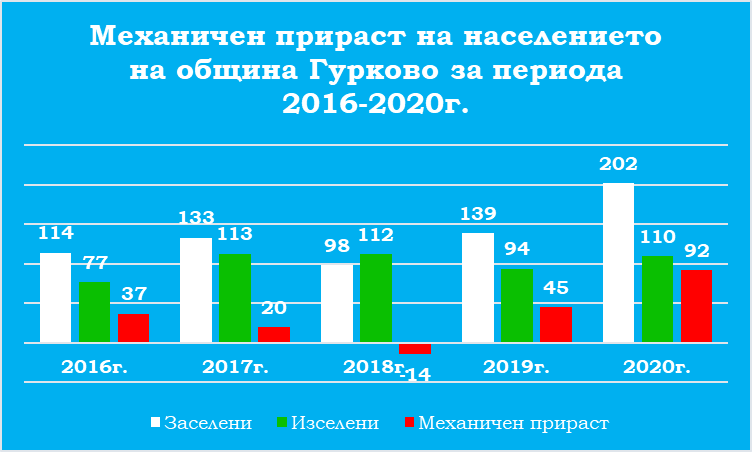 Механичен прираст на населението
на община Гурково за периода
2016-2020г.
202
133
139
114
113
98
112
110
94
92
77
37
45
20
-14
2016г.
2017г.
2018г.
2019г.
2020г.
Заселени
Изселени
Механичен прираст